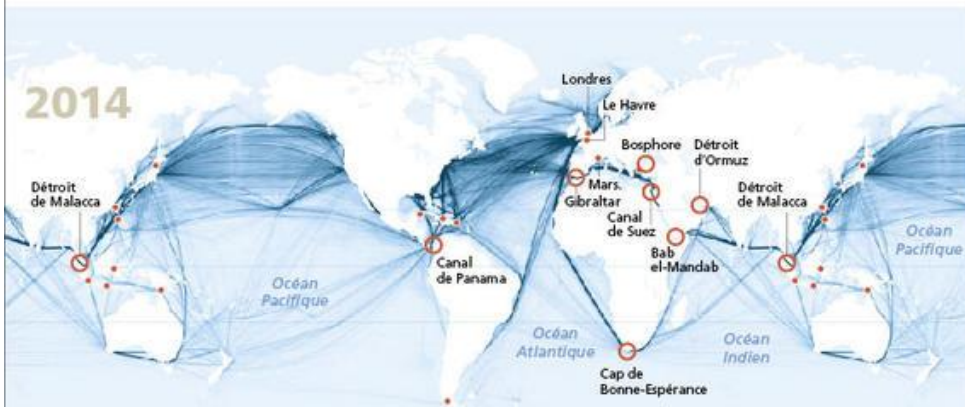 2014
Londres
Le Havre
Bosphore
Détroit
d'Ormuz
Détroit
de Malacca
Mars.
Gibraltar
Canal
de Suez
Bab
el-Mandab
Détroit
de Malacca
Océan
Pacifique
Canal
de Panama
Océan
Pacifique
Océan
Atlantique
Océan
Indien
Cap de
Bonne-Espérance